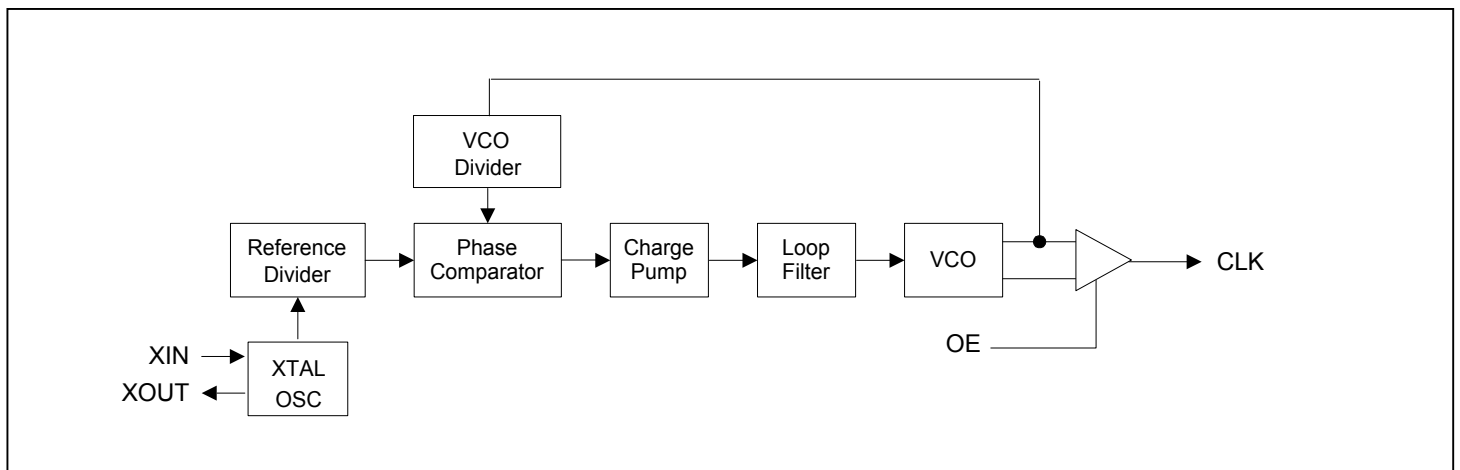 VCO
Divider
Reference
Divider
Phase
Comparator
Charge
Pump
Loop
Filter
VCO
CLK
OE
XIN
XOUT
XTAL
OSC